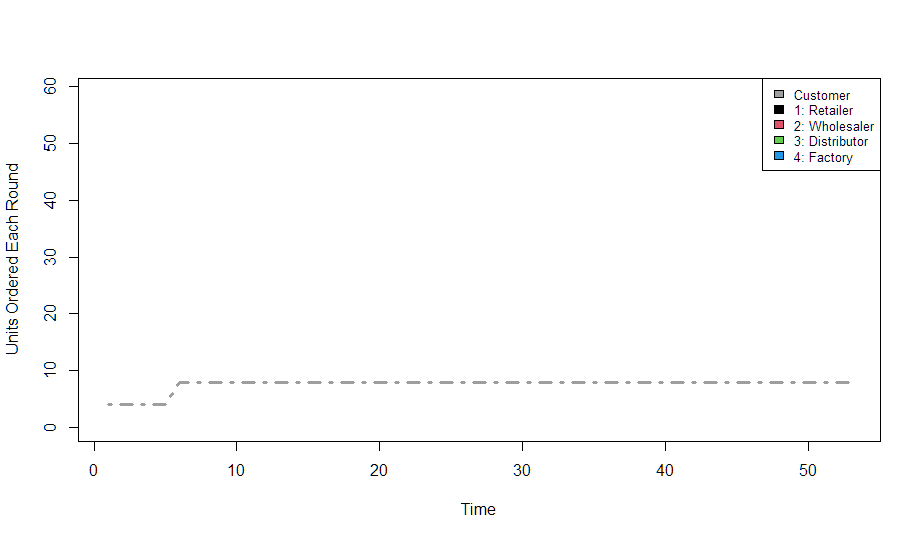 Customer
1: Retailer
2: Wholesaler
3: Distributor
4: Factory
60
50
40
30
20
10
0
Units Ordered Each Round
0 10 20 30 40 50
Time